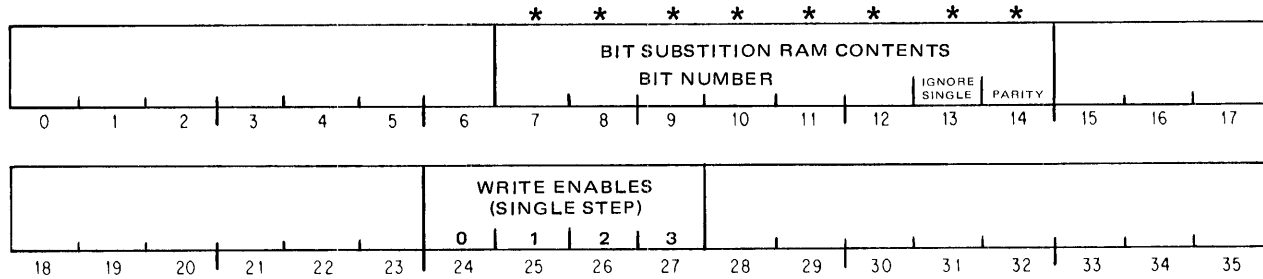 * * * * * * * *
BIT SUBSTITION RAM CONTENTS
BIT NUMBER
IGNORE
SINGLE PARITY
0 1 2 3 4 5 6 7 8 9 10 11 12 13 14 15 16 17
WRITE ENABLES
(SINGLE STEP)
0 1 2 3
18 19 20 21 22 23 24 25 26 27 28 29 30 31 32 33 34 35